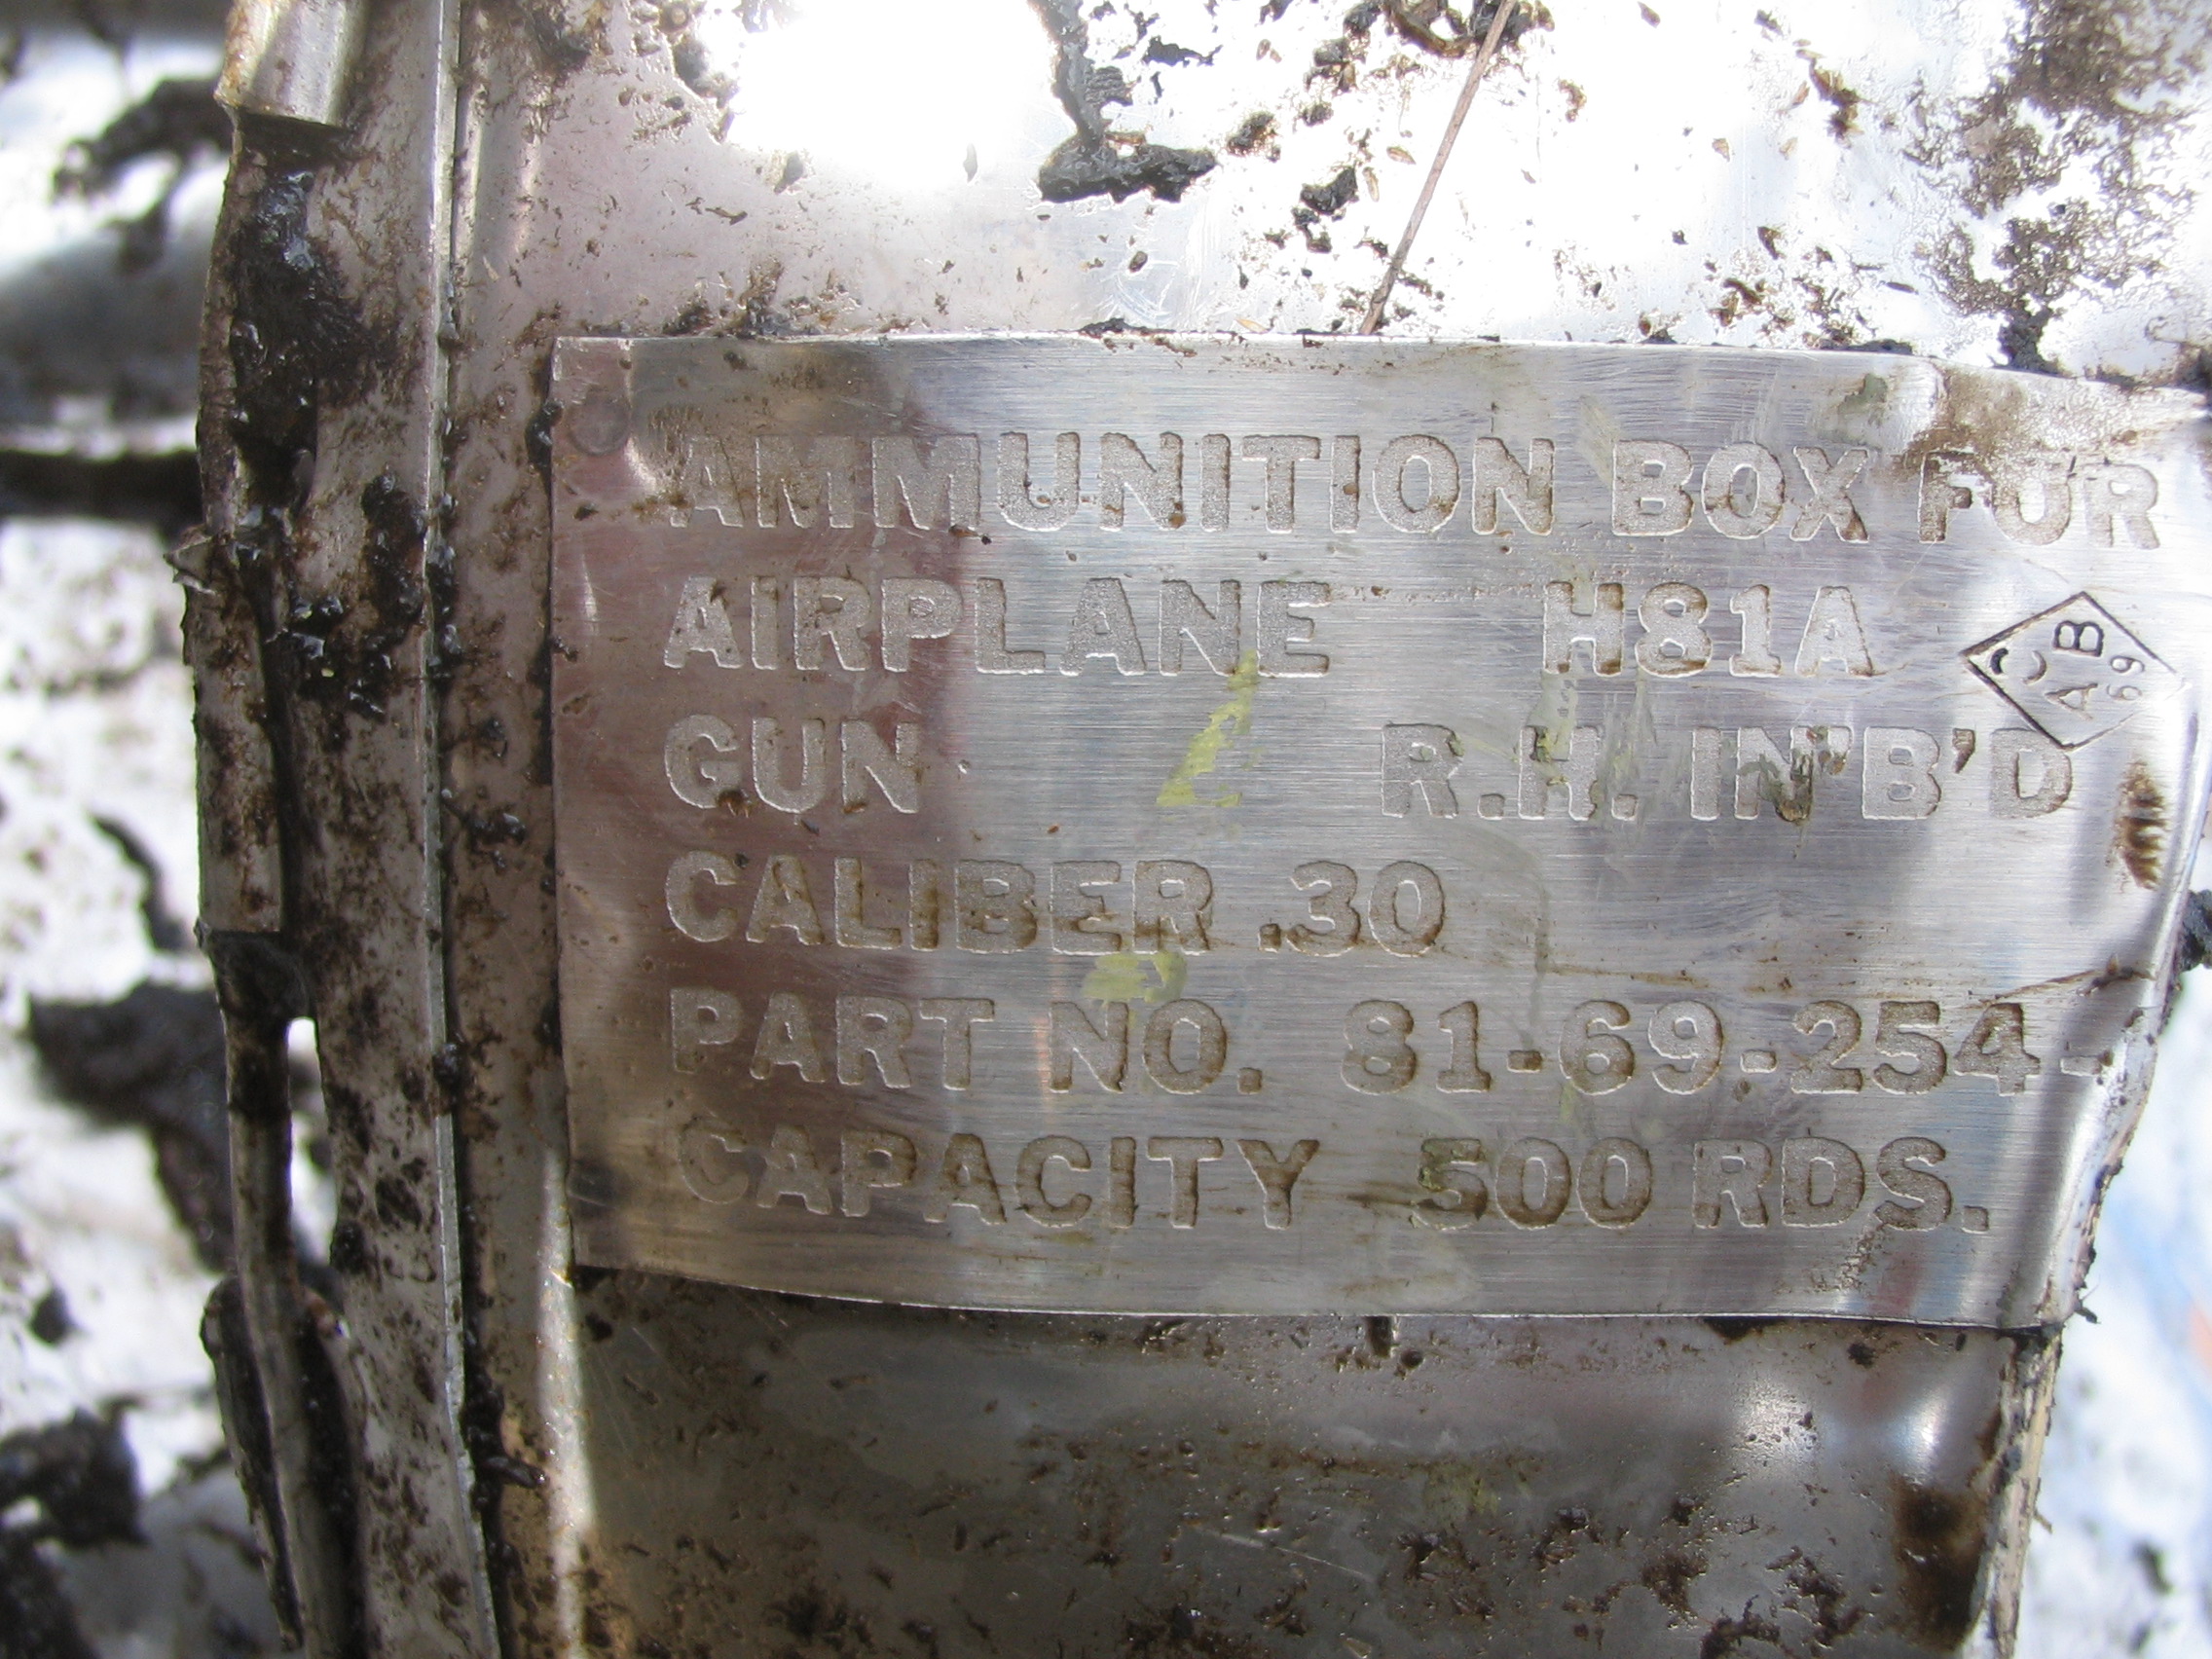 AMMUNITION BOX FOR
AIRPLANE H81A
GUN R.H. IN'B'D
CALIBER .30
PART NO. 81-69-254-
CAPACITY 500 RDS.